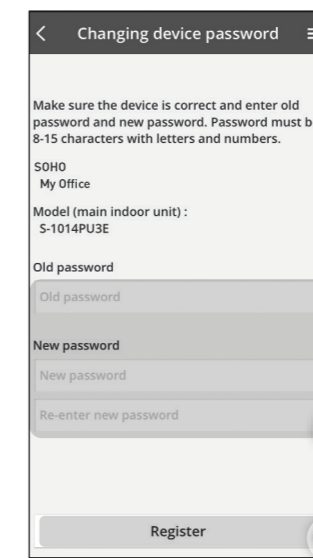 Changing device password
Make sure the device is correct and enter old
password and new password. Password must b
8-15 characters with letters and numbers.
SOHO
My Office
Model (main indoor unit) :
S-1014PU3E
Old password
Old password
New password
New password
Re-enter new password
Register